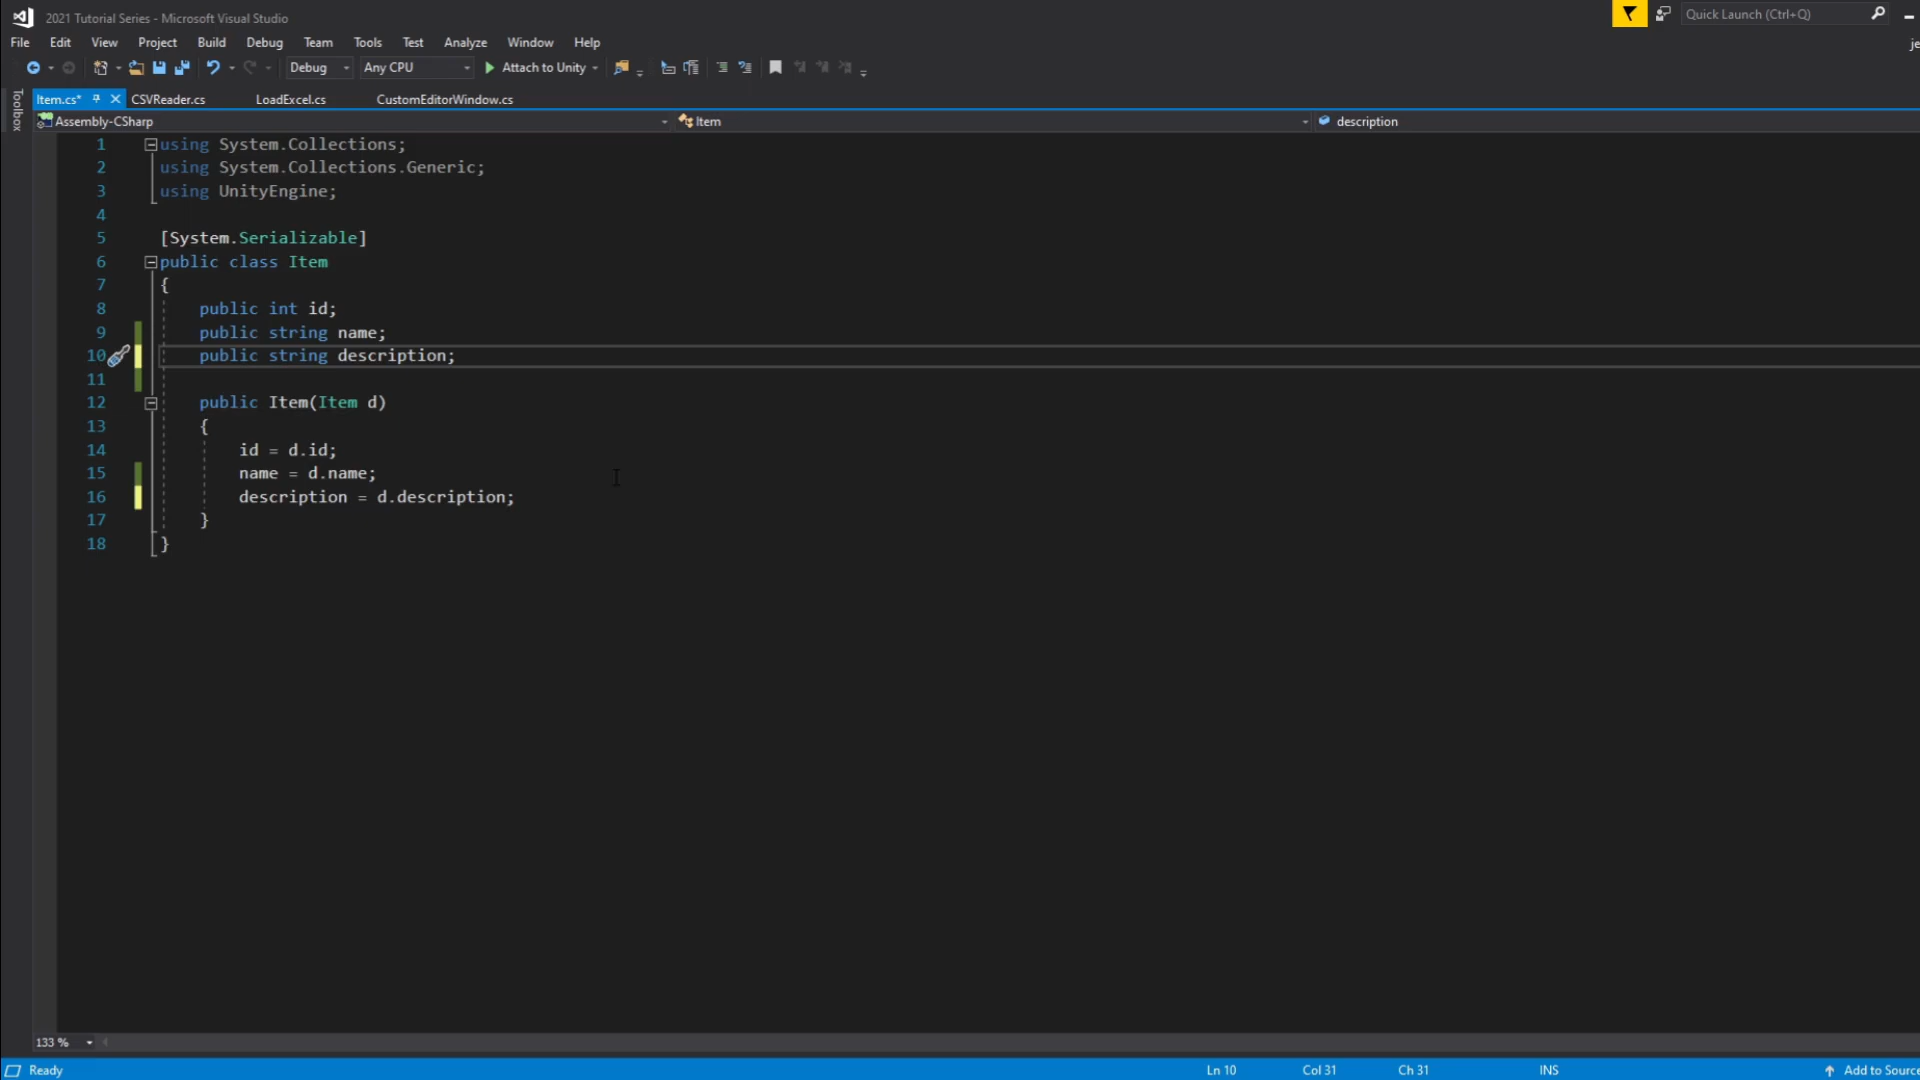 2021 Tutorial Series - Microsoft Visual Studio
Quick Launch (Ctrl+Q)
File Edit View Project Build Debug Team Tools Test Analyze Window Help
je
Debug Any CPU Attach to Unity
Toolbox
Item.cs* CSVReader.cs LoadExcel.cs CustomEditorWindow.cs
Assembly-CSharp Item description
1 using System.Collections;
2 using System.Collections.Generic;
3 using UnityEngine;
4
5 [System.Serializable]
6 public class Item
7 {
8 public int id;
9 public string name;
10 public string description;
11
12 public Item(Item d)
13 {
14 id = d.id;
15 name = d.name;
16 description = d.description;
17 }
18 }
133 %
Ready Ln 10 Col 31 Ch 31 INS Add to Source